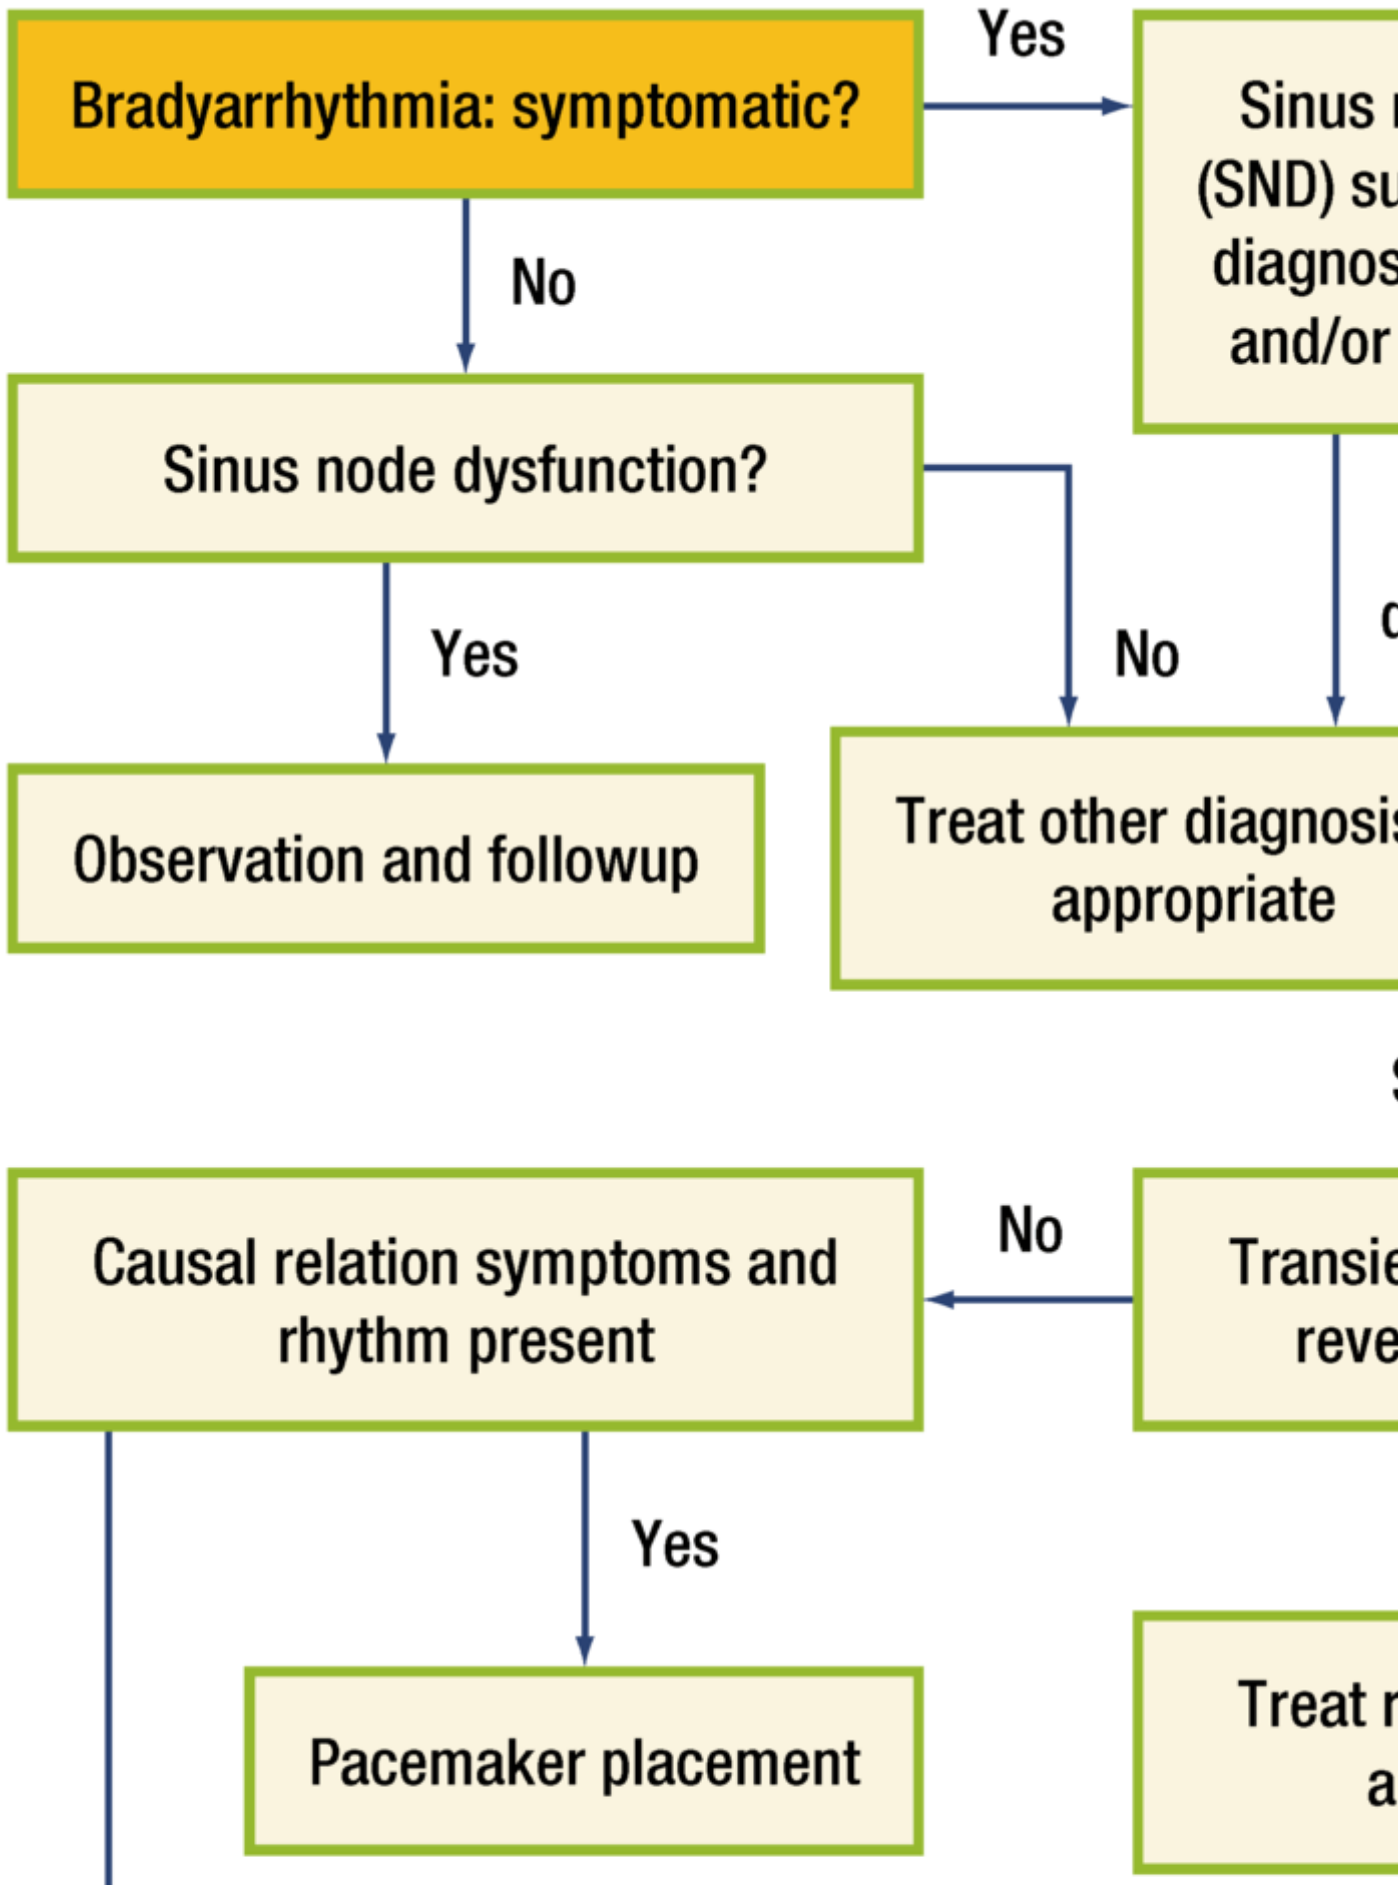 Bradyarrhythmia: symptomatic?
Yes
Sinus
(SND)
and/or
No
Sinus node dysfunction?
Yes
No
Observation and followup
Treat other
appropriate
Causal relation symptoms and
rhythm present
No
Yes
Pacemaker placement
Treat